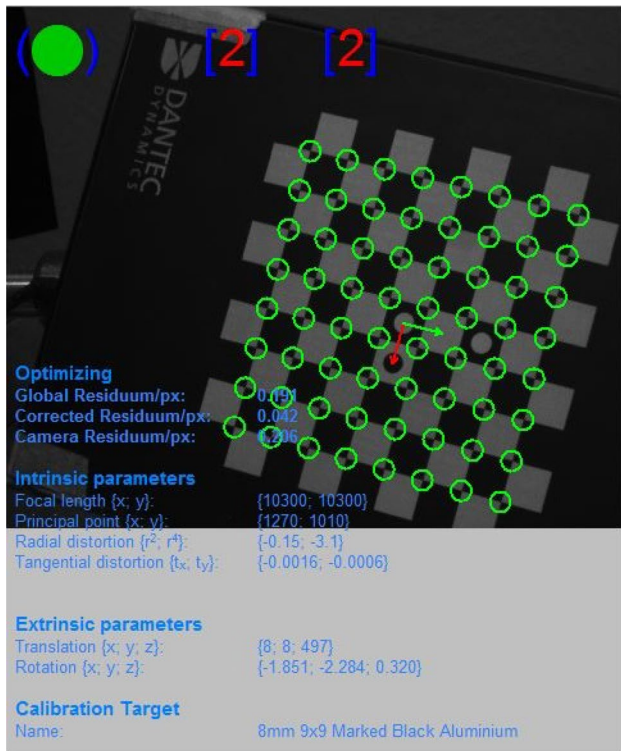 ( ) [2] [2]
DANTEC
DYNAMICS
Optimizing
Global Residuum/px: 0.191
Corrected Residuum/px: 0.042
Camera Residuum/px: 0.206
Intrinsic parameters
Focal length {x; y}: {10300; 10300}
Principal point {x; y}: {1270; 1010}
Radial distortion {r²; r⁴}: {-0.15; -3.1}
Tangential distortion {tₓ; tᵧ}: {-0.0016; -0.0006}
Extrinsic parameters
Translation {x; y; z}: {8; 8; 497}
Rotation {x; y; z}: {-1.851; -2.284; 0.320}
Calibration Target
Name: 8mm 9x9 Marked Black Aluminium